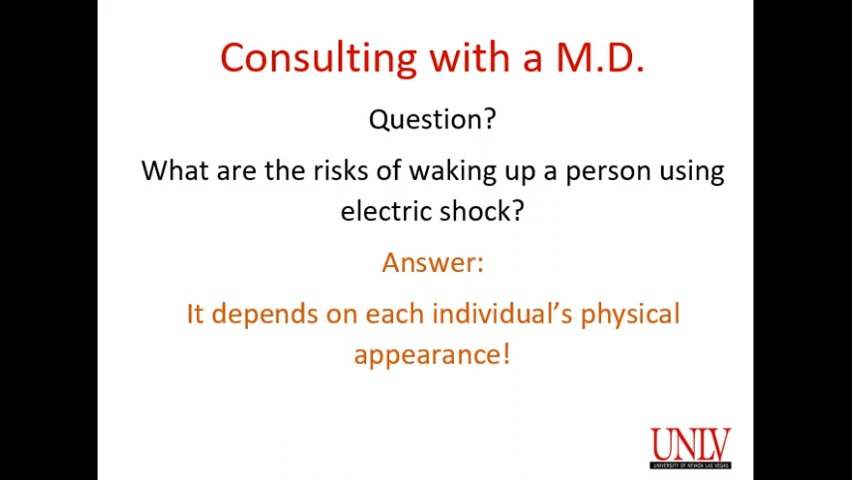 Consulting with a M.D.
Question?
What are the risks of waking up a person using
electric shock?
Answer:
It depends on each individual's physical
appearance!
UNLV
UNIVERSITY OF NEVADA LAS VEGAS